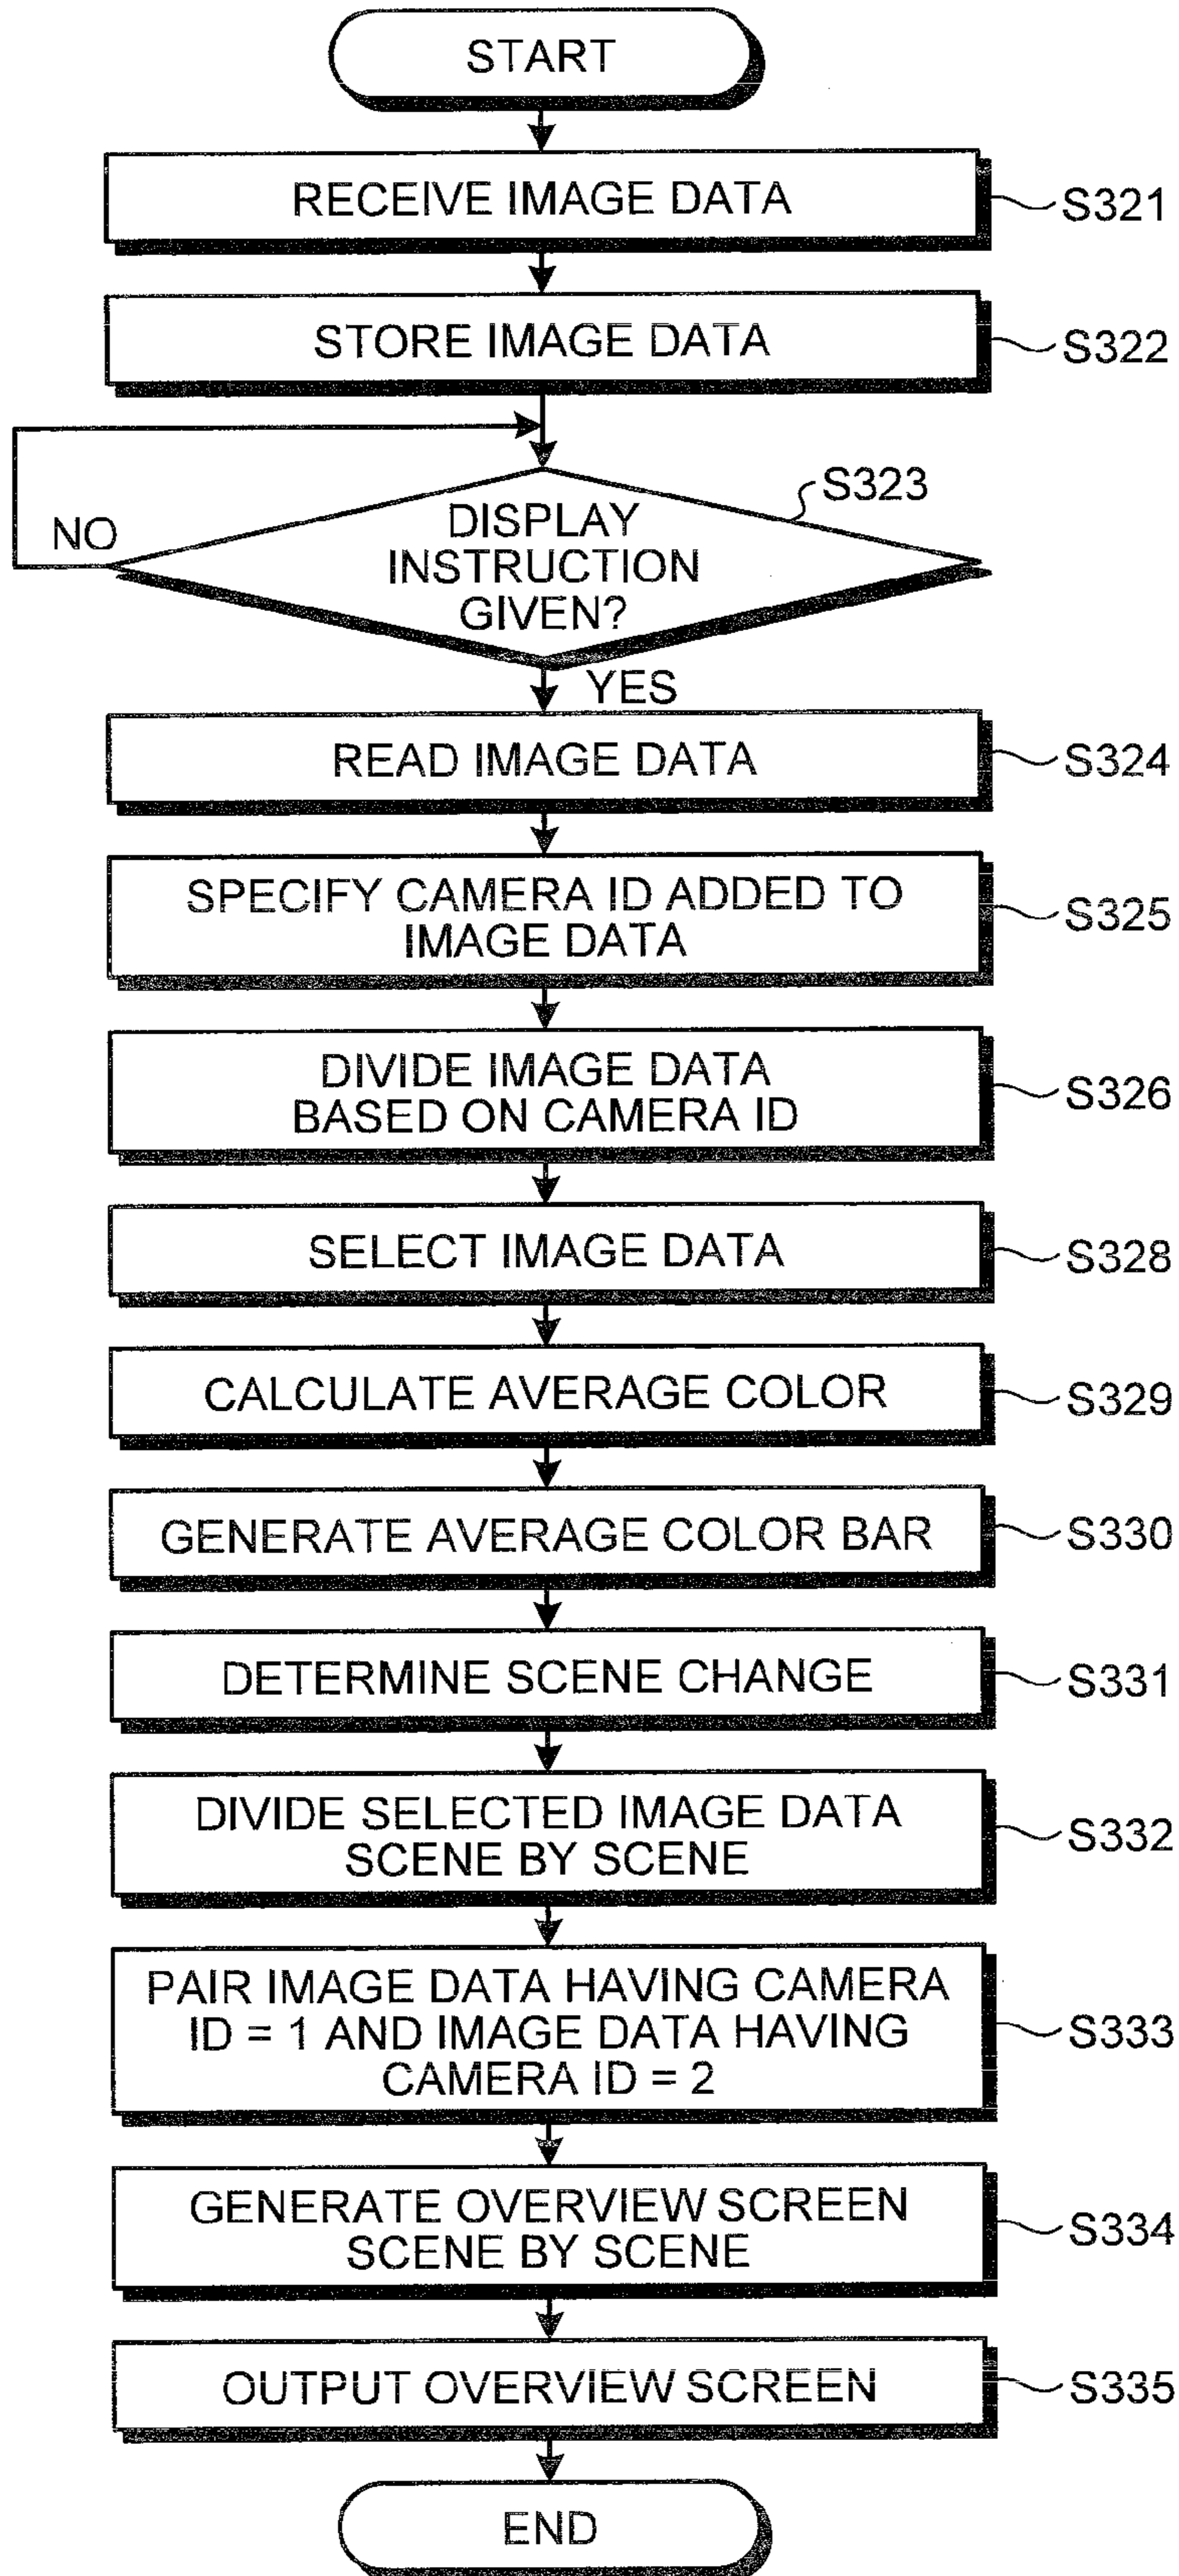 START
RECEIVE IMAGE DATA
S321
STORE IMAGE DATA
S322
S323
NO
DISPLAY
INSTRUCTION
GIVEN?
YES
READ IMAGE DATA
S324
SPECIFY CAMERA ID ADDED TO
IMAGE DATA
S325
DIVIDE IMAGE DATA
BASED ON CAMERA ID
S326
SELECT IMAGE DATA
S328
CALCULATE AVERAGE COLOR
S329
GENERATE AVERAGE COLOR BAR
S330
DETERMINE SCENE CHANGE
S331
DIVIDE SELECTED IMAGE DATA
SCENE BY SCENE
S332
PAIR IMAGE DATA HAVING CAMERA
ID = 1 AND IMAGE DATA HAVING
CAMERA ID = 2
S333
GENERATE OVERVIEW SCREEN
SCENE BY SCENE
S334
OUTPUT OVERVIEW SCREEN
S335
END